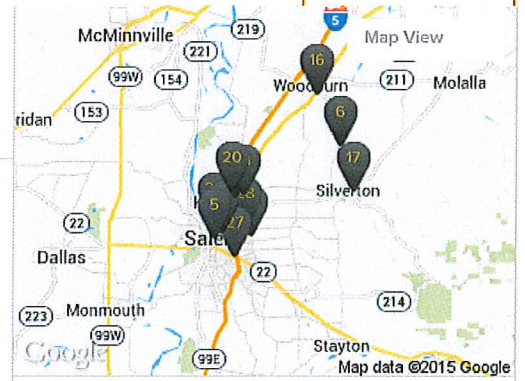 5
219
McMinnville
Map View
221
16
99W
154
Woodburn
211
Molalla
153
6
ridan
20
17
Silverton
5
22
27
Salem
Dallas
22
214
223
Monmouth
99W
Stayton
Google
99E
Map data ©2015 Google